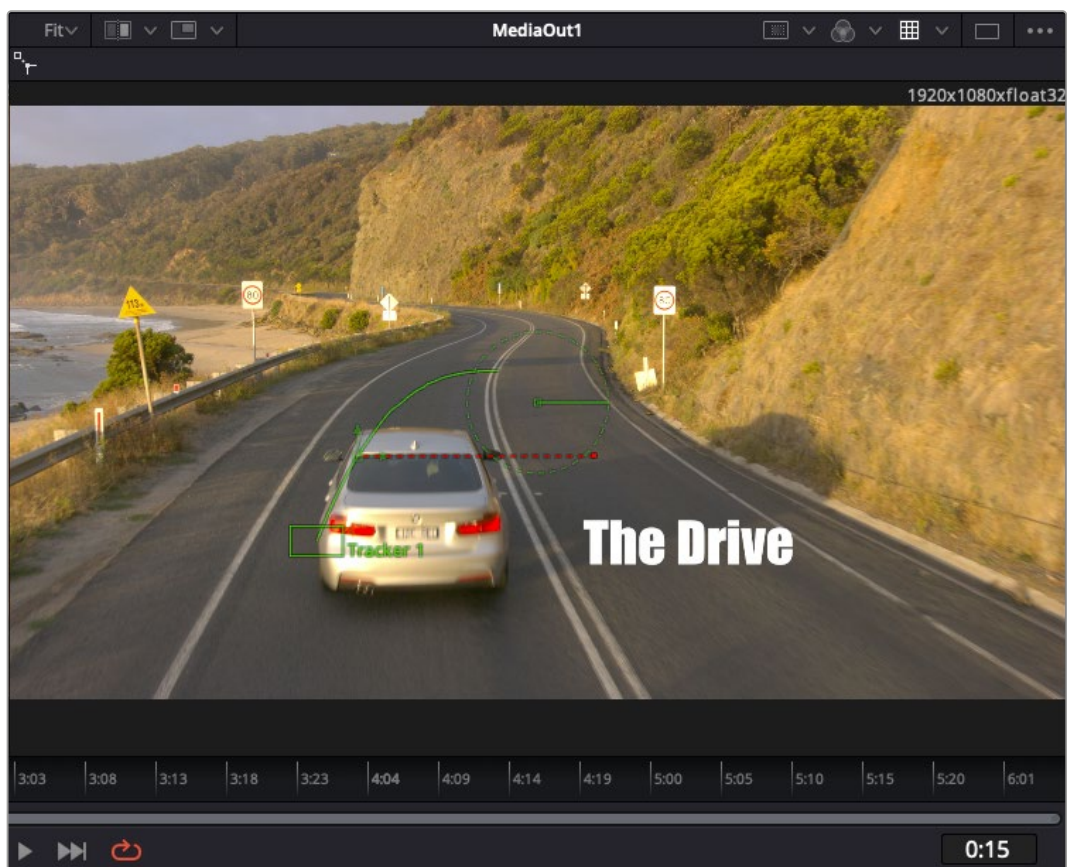 Fit
MediaOut1
1920x1080xfloat32
80
80
Tracker 1
The Drive
3:03 3:08 3:13 3:18 3:23 4:04 4:09 4:14 4:19 5:00 5:05 5:10 5:15 5:20 6:01
0:15